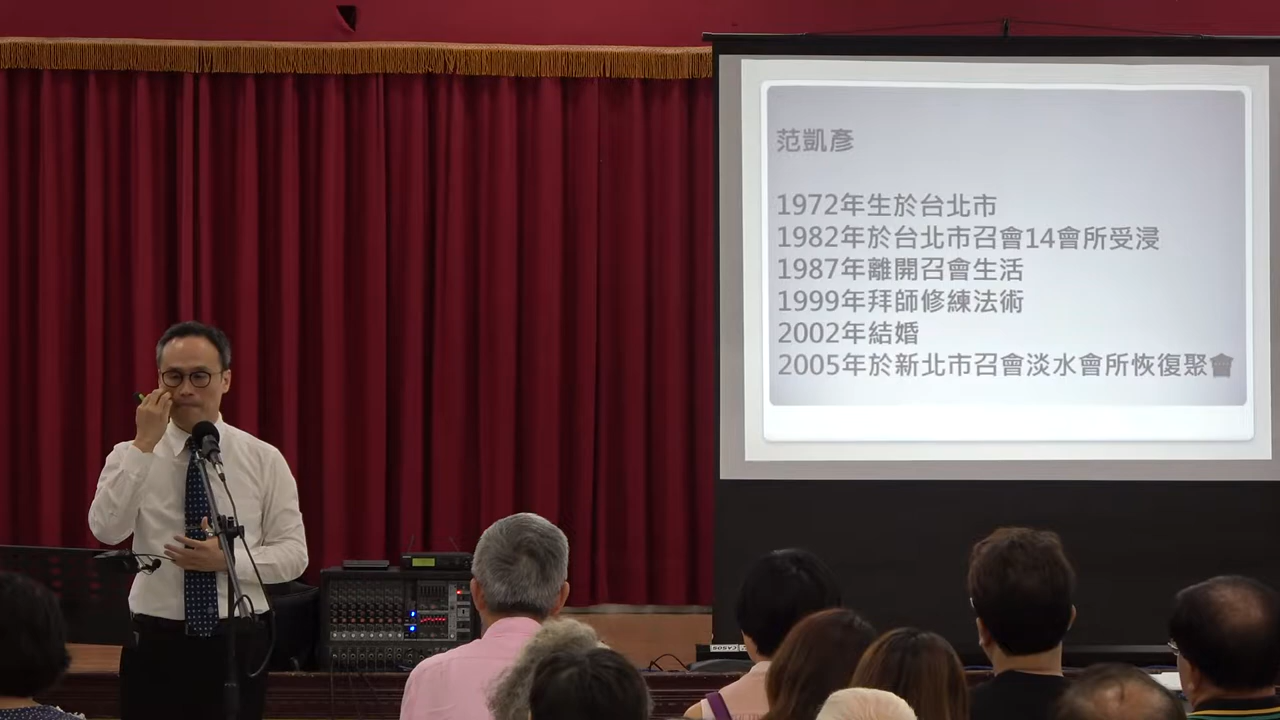 范凱彥
1972年生於台北市
1982年於台北市召會14會所受浸
1987年離開召會生活
1999年拜師修練法術
2002年結婚
2005年於新北市召會淡水會所恢復聚會